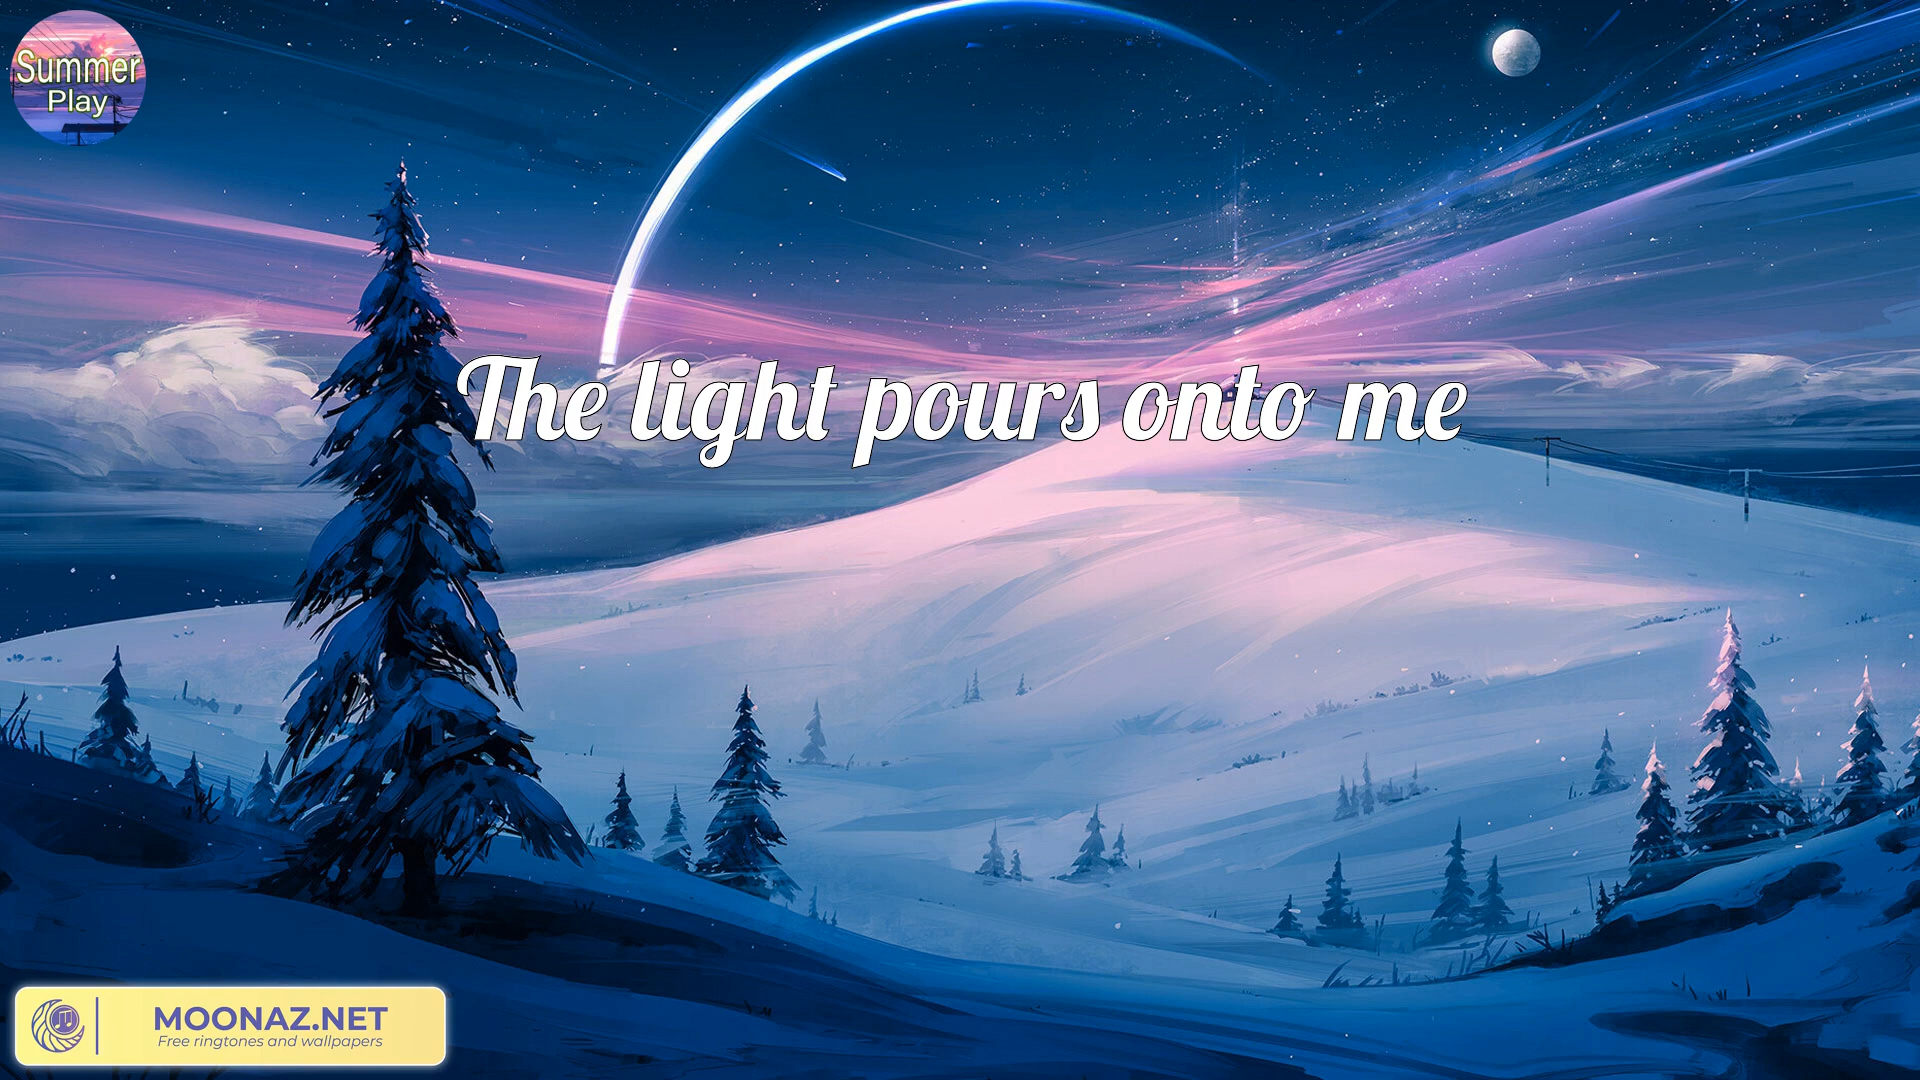 Summer
Play
The light pours onto me
MOONAZ.NET
Free ringtones and wallpapers